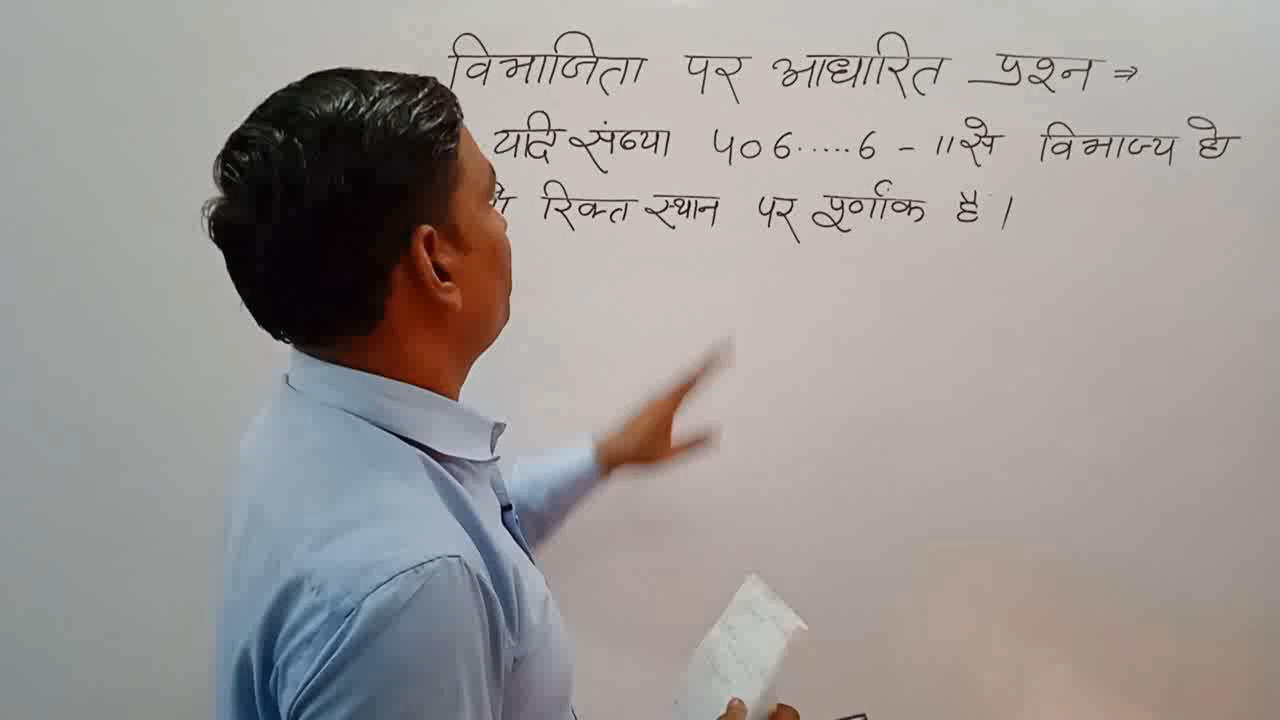 विभाजिता पर आधारित प्रश्न ⇒
यदि संख्या 506.....6 - 11 से विभाज्य हो
रिक्त स्थान पर पूर्णांक है ।